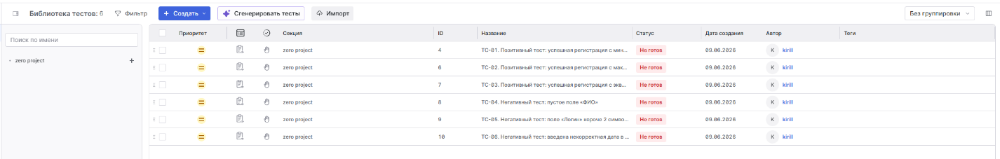 Библиотека тестов: 6 Фильтр + Создать Сгенерировать тесты Импорт Без группировки
Поиск по имени
zero project +
Приоритет Секция ID Название Статус Дата создания Автор Теги
zero project 4 ТС-01. Позитивный тест: успешная регистрация с мин... Не готов 09.06.2026 K kirill
zero project 6 ТС-02. Позитивный тест: успешная регистрация с мак... Не готов 09.06.2026 K kirill
zero project 7 ТС-03. Позитивный тест: успешная регистрация с экв... Не готов 09.06.2026 K kirill
zero project 8 ТС-04. Негативный тест: пустое поле «ФИО» Не готов 09.06.2026 K kirill
zero project 9 ТС-05. Негативный тест: поле «Логин» короче 2 симво... Не готов 09.06.2026 K kirill
zero project 10 ТС-06. Негативный тест: введена некорректная дата в ... Не готов 09.06.2026 K kirill